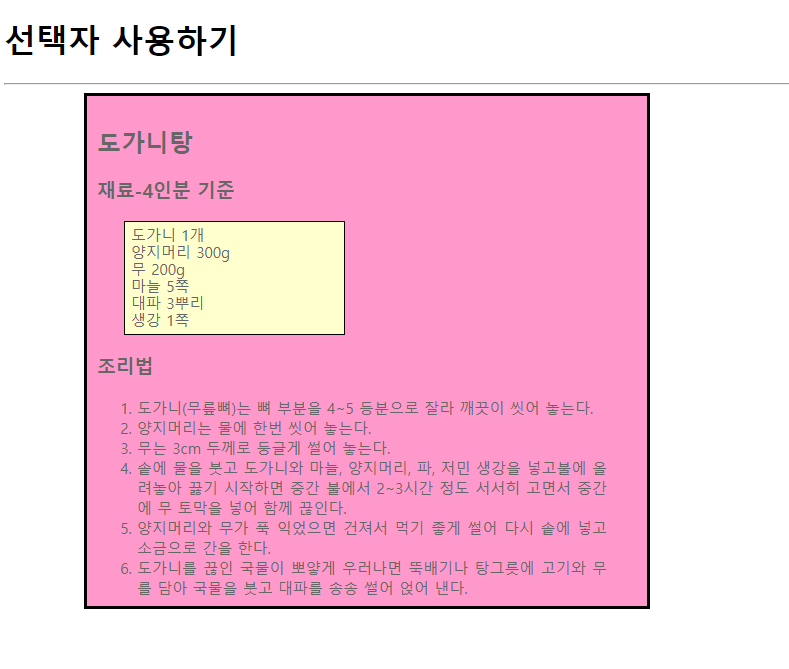 선택자 사용하기
도가니탕
재료-4인분 기준
도가니 1개
양지머리 300g
무 200g
마늘 5쪽
대파 3뿌리
생강 1쪽
조리법
1. 도가니(무릎뼈)는 뼈 부분을 4~5 등분으로 잘라 깨끗이 씻어 놓는다.
2. 양지머리는 물에 한번 씻어 놓는다.
3. 무는 3cm 두께로 둥글게 썰어 놓는다.
4. 솥에 물을 붓고 도가니와 마늘, 양지머리, 파, 저민 생강을 넣고불에 올
려놓아 끓기 시작하면 중간 불에서 2~3시간 정도 서서히 고면서 중간
에 무 토막을 넣어 함께 끊인다.
5. 양지머리와 무가 푹 익었으면 건져서 먹기 좋게 썰어 다시 솥에 넣고
소금으로 간을 한다.
6. 도가니를 끊인 국물이 뽀얗게 우러나면 뚝배기나 탕그릇에 고기와 무
를 담아 국물을 붓고 대파를 송송 썰어 얹어 낸다.